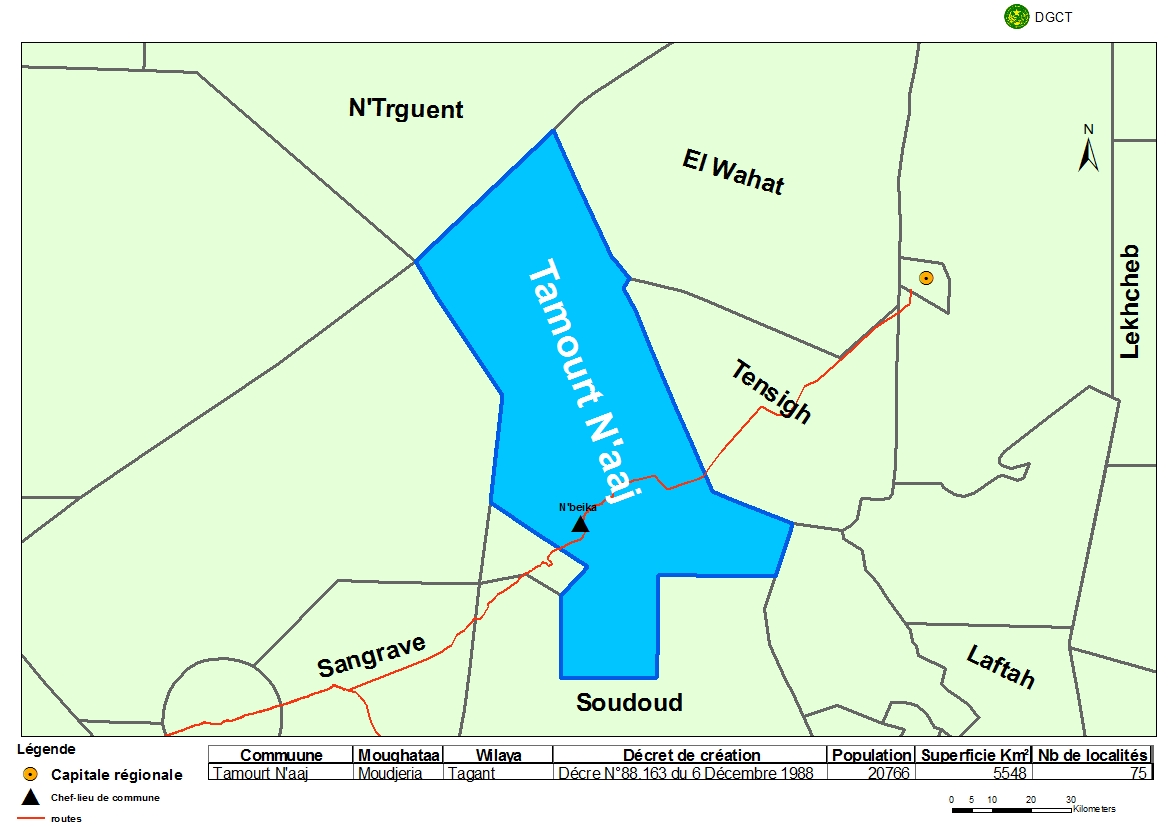 DGCT
N'Trguent
El Wahat
N
Lekhcheb
Tamourt N'aaj
Tensigh
N'beika
Sangrave
Laftah
Soudoud
Légende
Capitale régionale
Chef-lieu de commune
routes
Commuune Moughataa Wilaya Décret de création Population Superficie Km² Nb de localités
Tamourt N'aaj Moudjeria Tagant Décre N°88.163 du 6 Décembre 1988 20766 5548 75
0 5 10 20 30
Kilometers